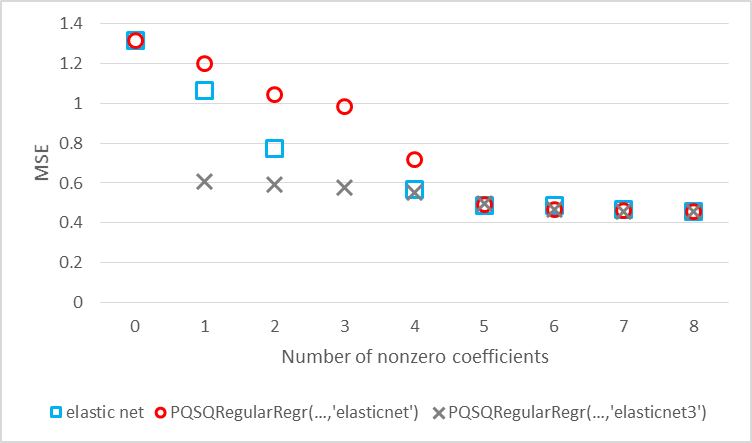 1.4
1.2
1
0.8
0.6
0.4
0.2
0
MSE
0 1 2 3 4 5 6 7 8
Number of nonzero coefficients
elastic net PQSQRegularRegr(...,'elasticnet') PQSQRegularRegr(...,'elasticnet3')